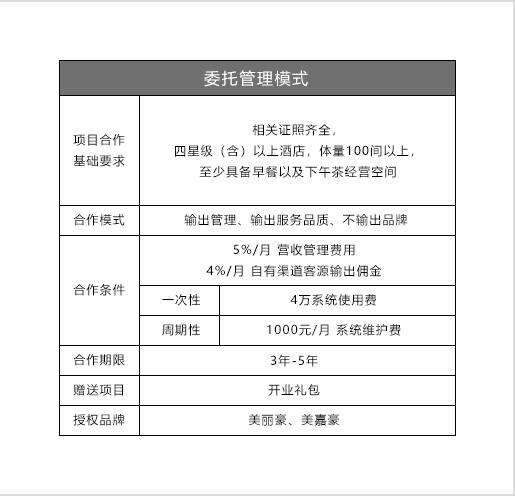 委托管理模式
项目合作
基础要求
相关证照齐全，
四星级（含）以上酒店，体量100间以上，
至少具备早餐以及下午茶经营空间
合作模式
输出管理、输出服务品质、不输出品牌
合作条件
5%/月 营收管理费用
4%/月 自有渠道客源输出佣金
一次性
4万系统使用费
周期性
1000元/月 系统维护费
合作期限
3年-5年
赠送项目
开业礼包
授权品牌
美丽豪、美嘉豪